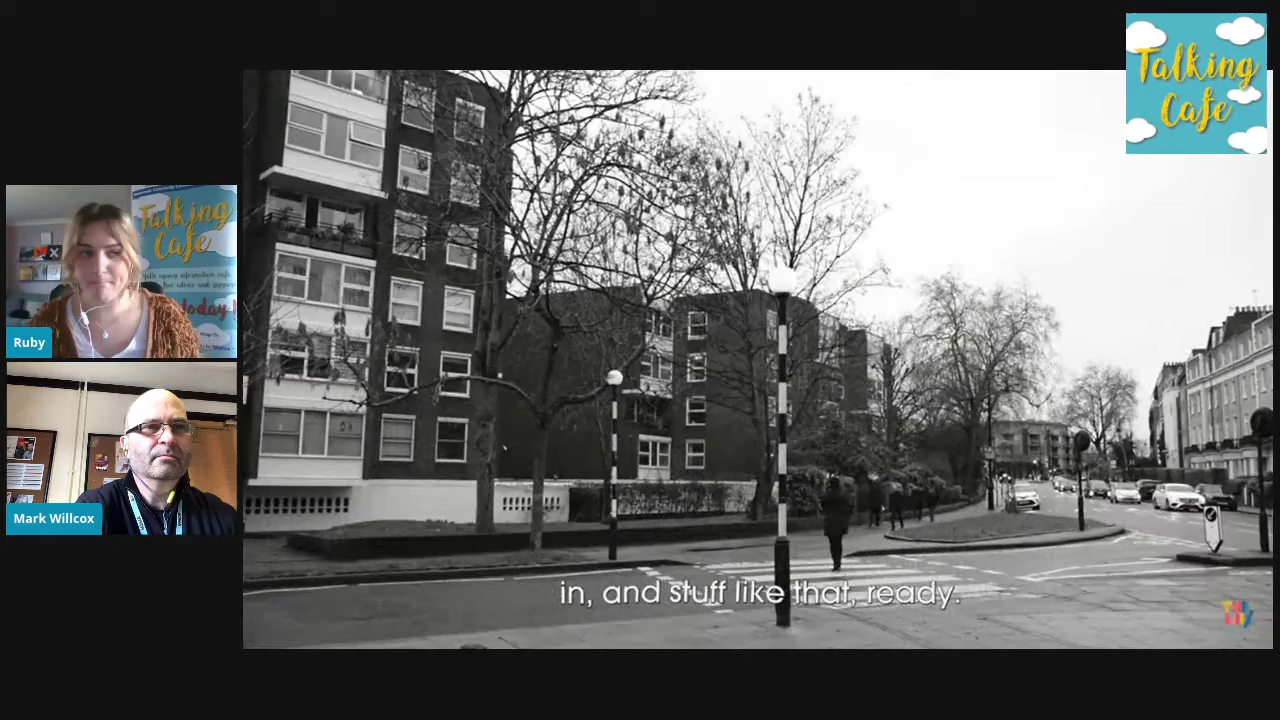 Talking
Cafe
Talking
Cafe
today!
Ruby
Mark Willcox
in, and stuff like that, ready.